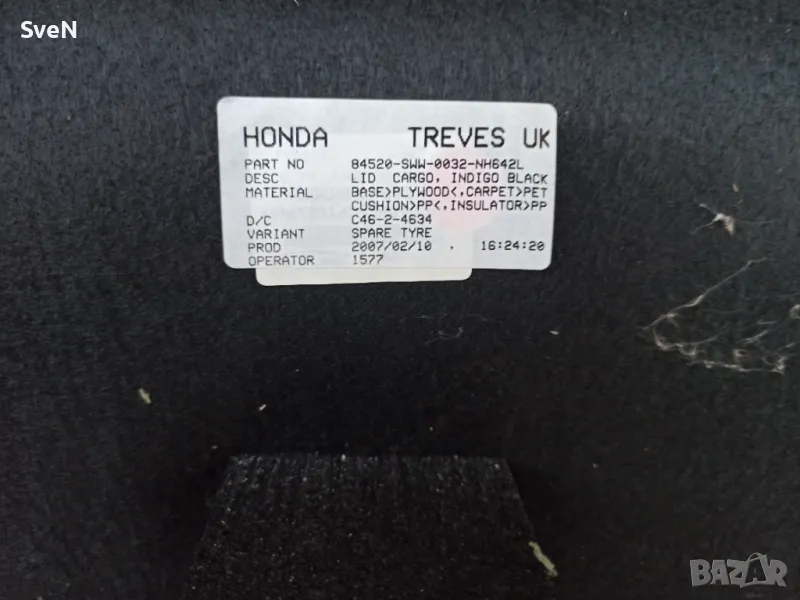 SveN
HONDA TREVES UK
PART NO 84520-SWW-0032-NH642L
DESC LID CARGO, INDIGO BLACK
MATERIAL BASE>PLYWOOD<,CARPET>PET
CUSHION>PP<,INSULATOR>PP
D/C C46-2-4634
VARIANT SPARE TYRE
PROD 2007/02/10 . 16:24:20
OPERATOR 1577
BAZAR